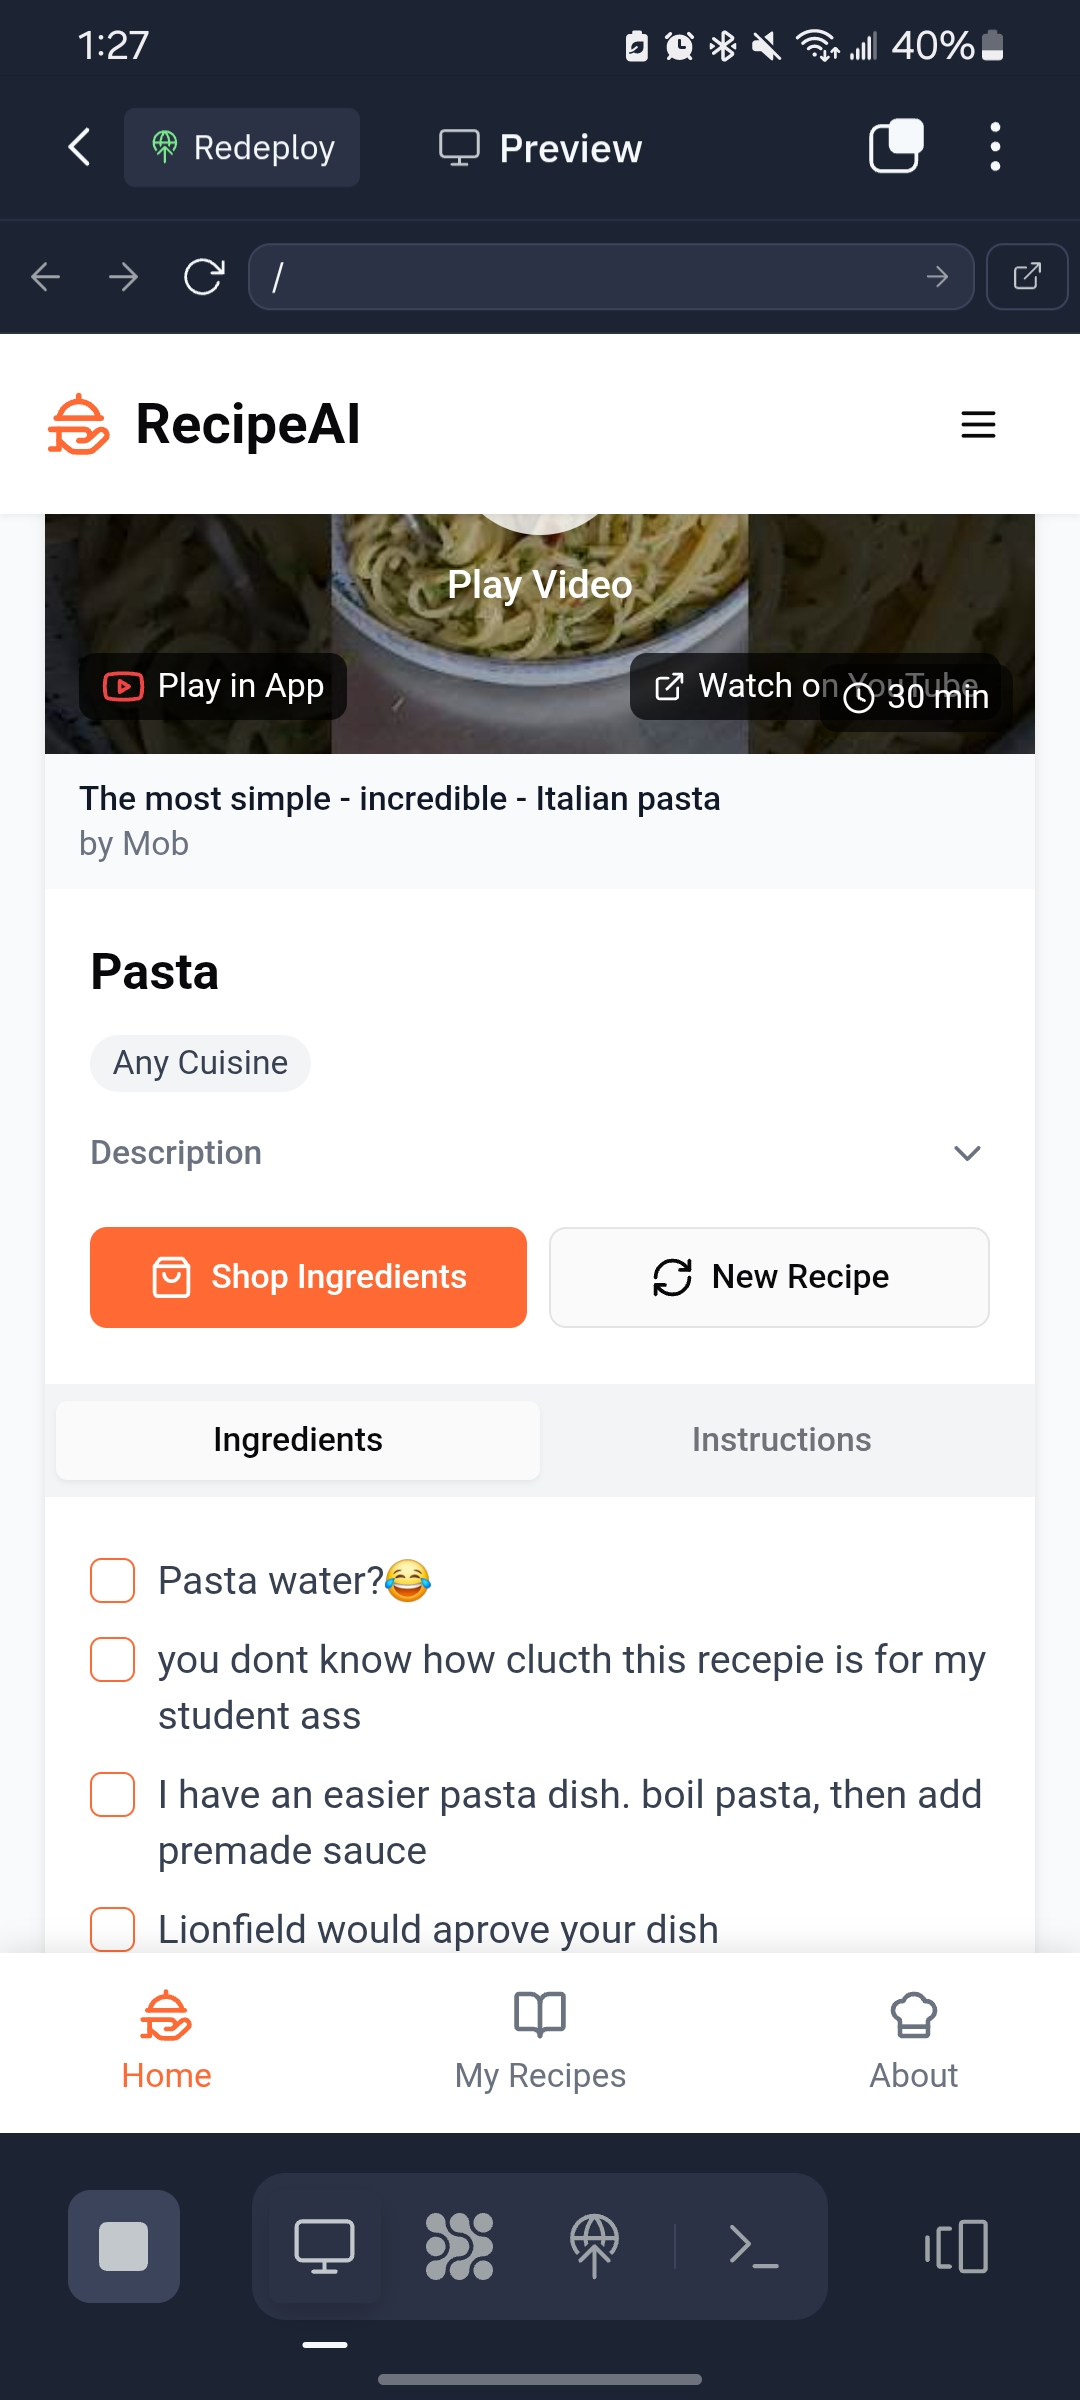 1:27
40%
Redeploy
Preview
/
RecipeAI
Play Video
Play in App
Watch on YouTube
30 min
The most simple - incredible - Italian pasta
by Mob
Pasta
Any Cuisine
Description
Shop Ingredients
New Recipe
Ingredients
Instructions
Pasta water?😂
you dont know how clucth this recepie is for my
student ass
I have an easier pasta dish. boil pasta, then add
premade sauce
Lionfield would aprove your dish
Home
My Recipes
About